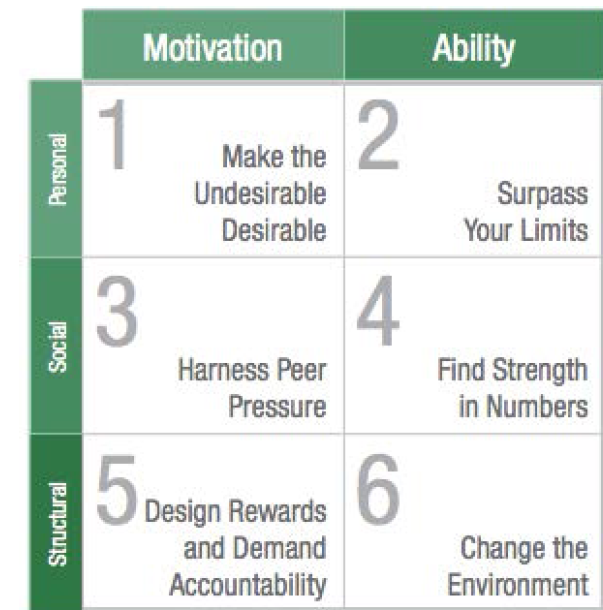 Motivation Ability
Personal
1
Make the
Undesirable
Desirable
2
Surpass
Your Limits
Social
3
Harness Peer
Pressure
4
Find Strength
in Numbers
Structural
5
Design Rewards
and Demand
Accountability
6
Change the
Environment